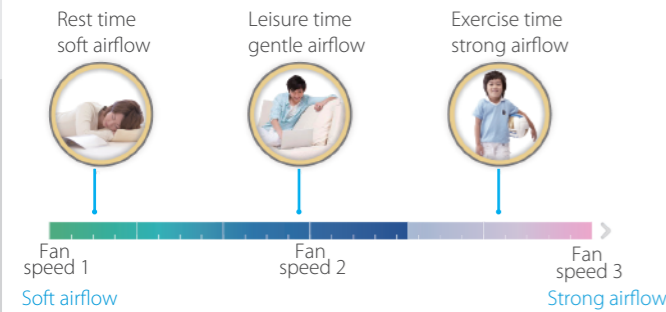 Rest time
soft airflow
Leisure time
gentle airflow
Exercise time
strong airflow
Fan
speed 1
Fan
speed 2
Fan
speed 3
Soft airflow
Strong airflow